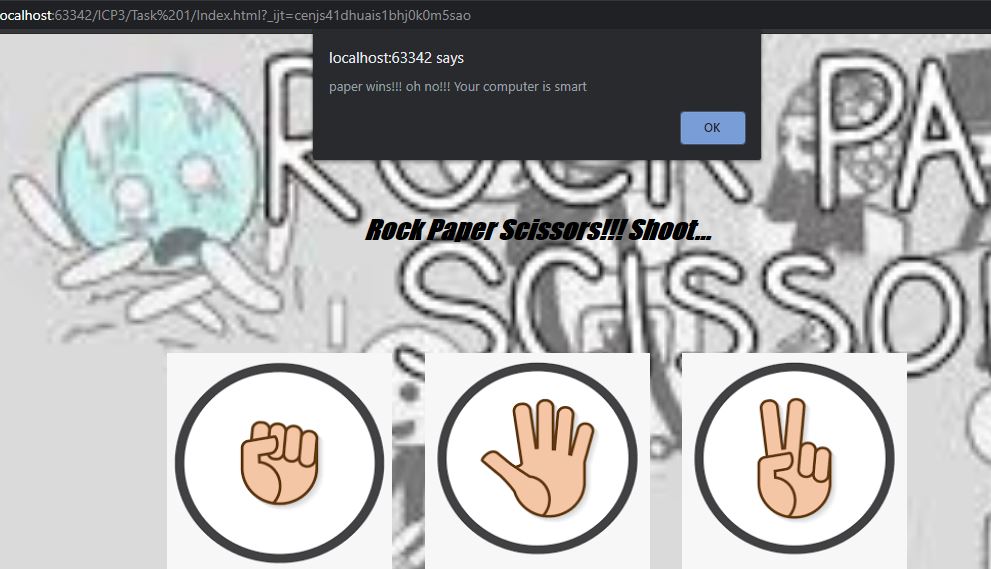 ocalhost:63342/ICP3/Task%201/Index.html?_ijt=cenjs41dhuais1bhj0k0m5sao
localhost:63342 says
paper wins!!! oh no!!! Your computer is smart
OK
ROCK PA
Rock Paper Scissors!!! Shoot...
SCISSO